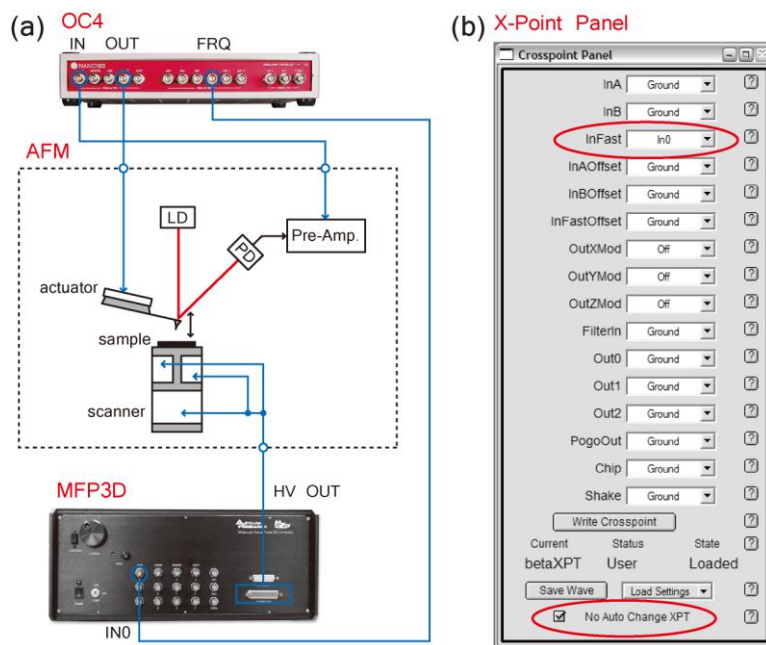 (a)
OC4
IN OUT FRQ
NANONIS
AFM
LD
PD
Pre-Amp.
actuator
sample
scanner
MFP3D
HV OUT
IN0
(b) X-Point Panel
Crosspoint Panel
InA Ground ?
InB Ground ?
InFast In0 ?
InAOffset Ground ?
InBOffset Ground ?
InFastOffset Ground ?
OutXMod Off ?
OutYMod Off ?
OutZMod Off ?
FilterIn Ground ?
Out0 Ground ?
Out1 Ground ?
Out2 Ground ?
PogoOut Ground ?
Chip Ground ?
Shake Ground ?
Write Crosspoint ?
Current Status State ?
betaXPT User Loaded
Save Wave Load Settings ?
No Auto Change XPT ?